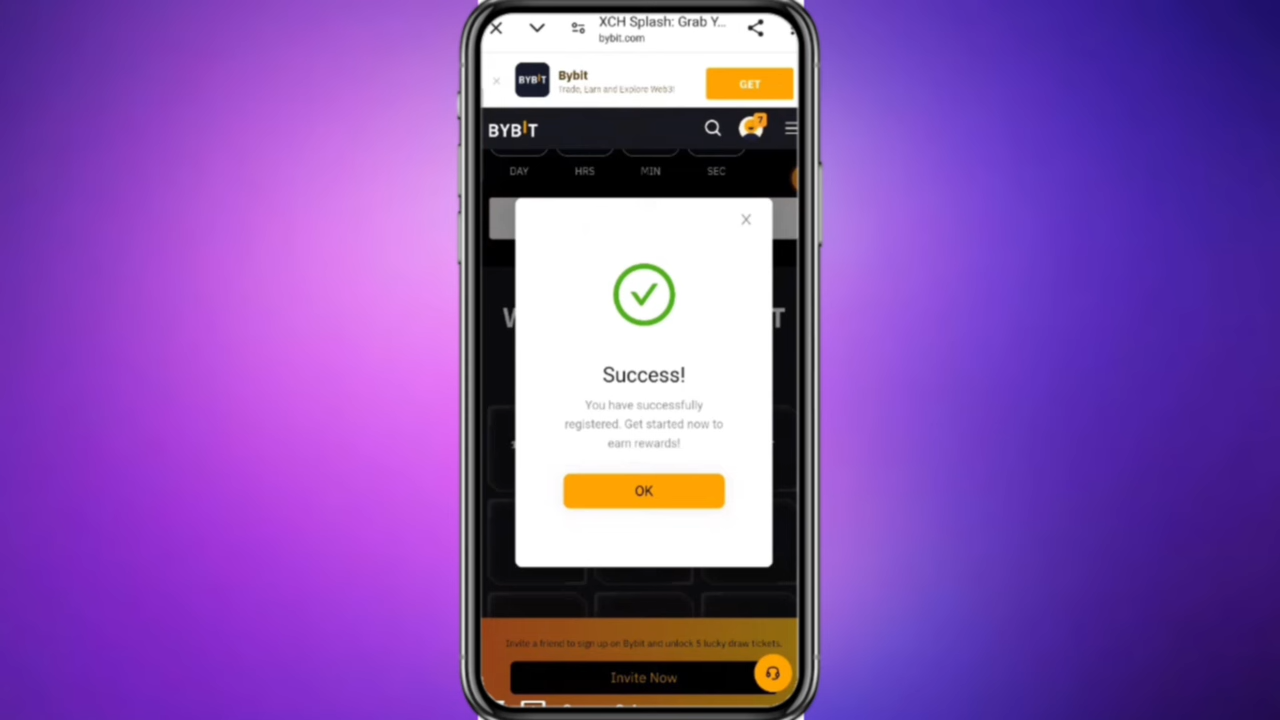 XCH Splash: Grab Y...
bybit.com
BYBIT
Bybit
Trade, Earn and Explore Web3!
GET
BYBIT
7
DAY HRS MIN SEC
Success!
You have successfully
registered. Get started now to
earn rewards!
OK
Invite a friend to sign up on Bybit and unlock 5 lucky draw tickets.
Invite Now